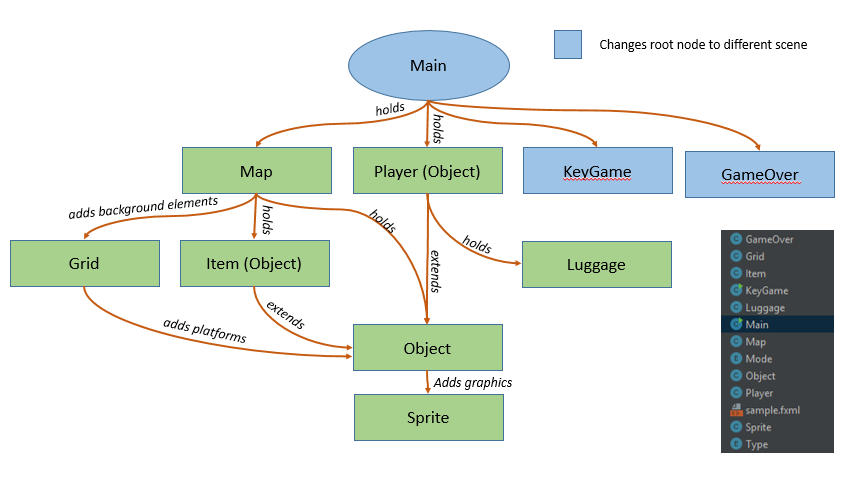 Main
Changes root node to different scene
holds
holds
Map
Player (Object)
KeyGame
GameOver
adds background elements
holds
holds
holds
extends
Grid
Item (Object)
Luggage
adds platforms
extends
Object
Adds graphics
Sprite
GameOver
Grid
Item
KeyGame
Luggage
Main
Map
Mode
Object
Player
sample.fxml
Sprite
Type